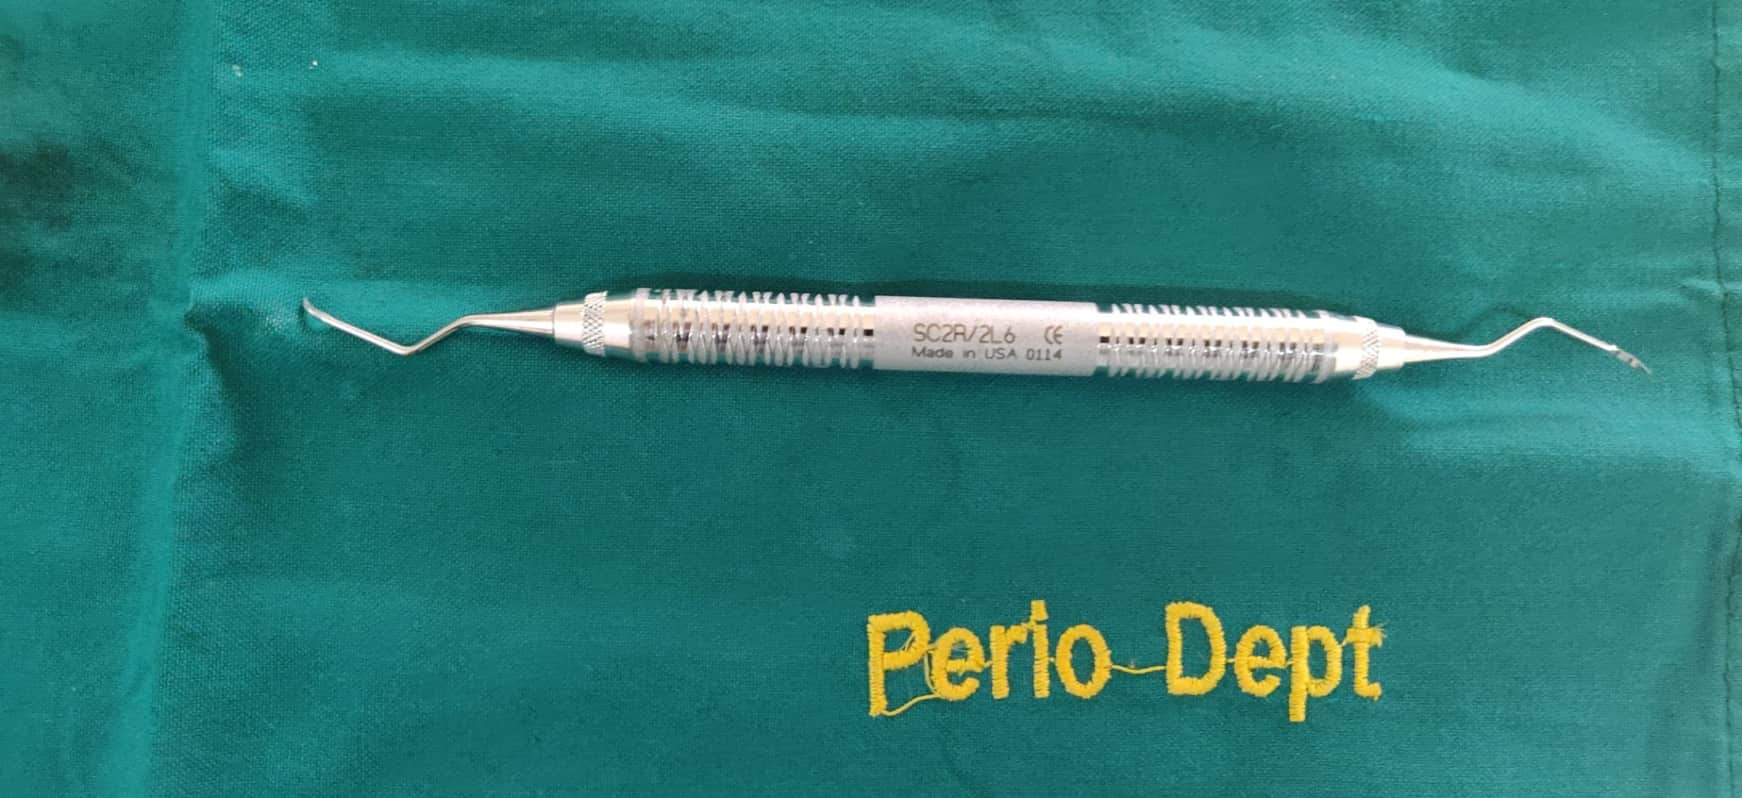 SC2R/2L6 CE
Made in USA 0114
Perio Dept